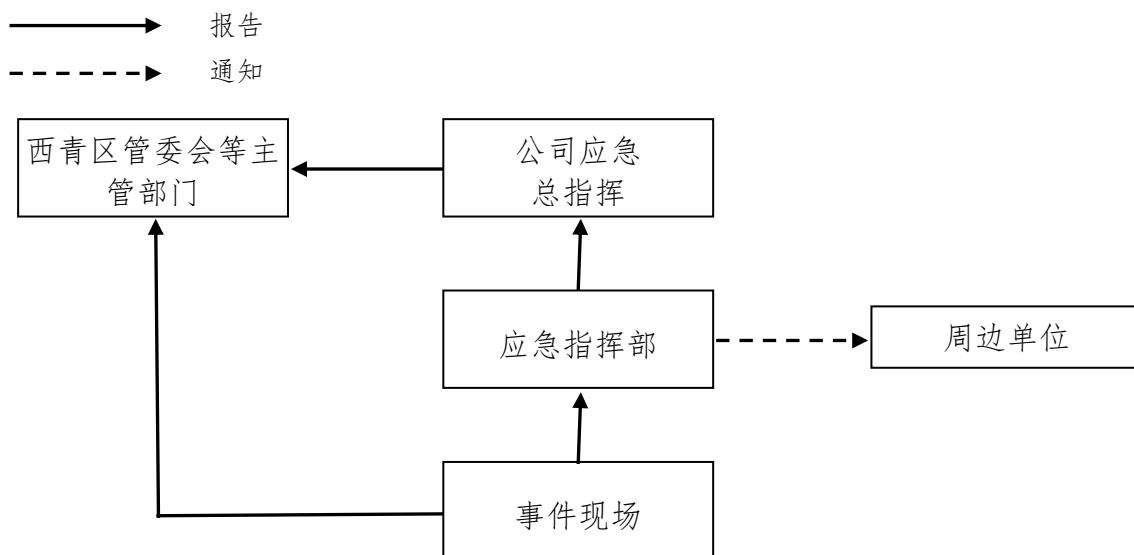 报告
通知
西青区管委会等主
管部门
公司应急
总指挥
应急指挥部
周边单位
事件现场